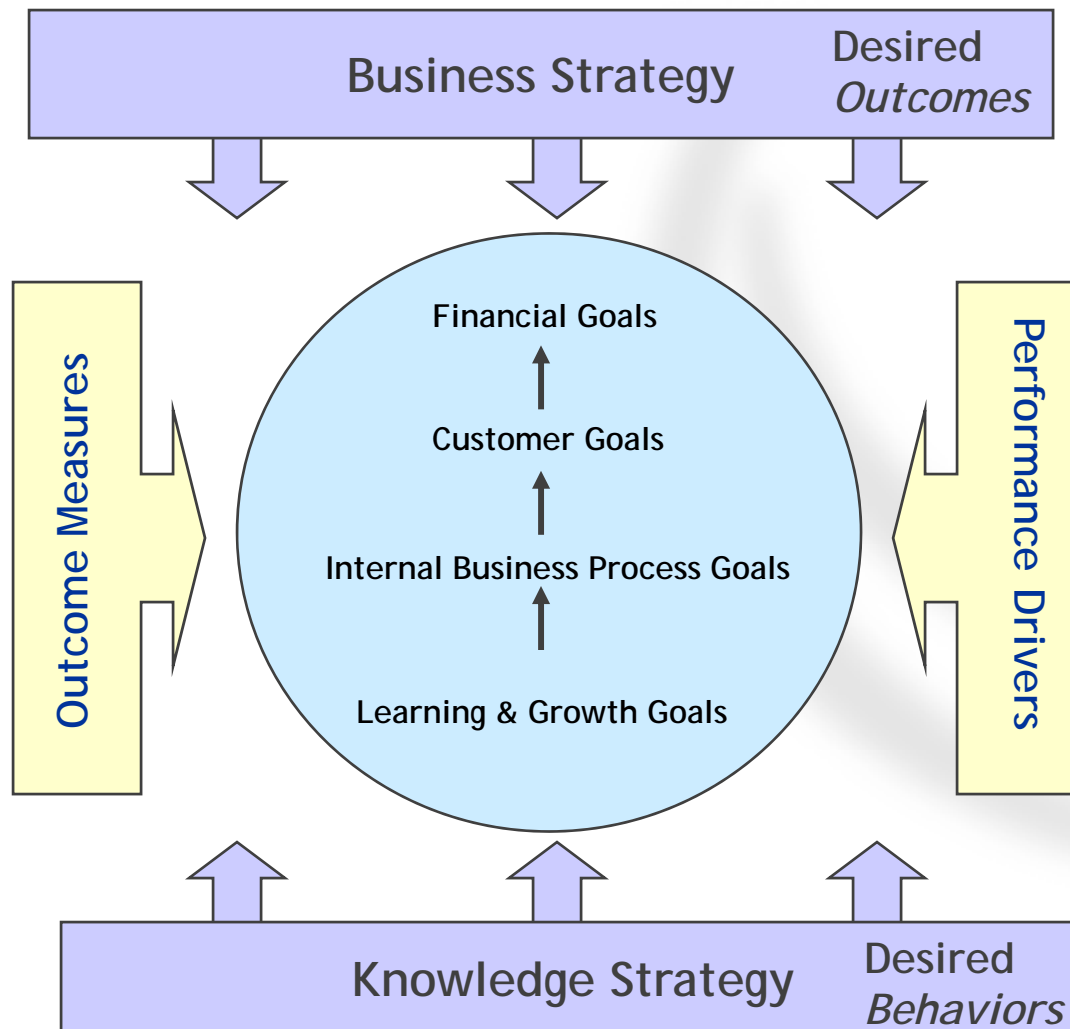 Business Strategy
Desired
Outcomes
Financial Goals
Customer Goals
Internal Business Process Goals
Learning & Growth Goals
Outcome Measures
Performance Drivers
Knowledge Strategy
Desired
Behaviors